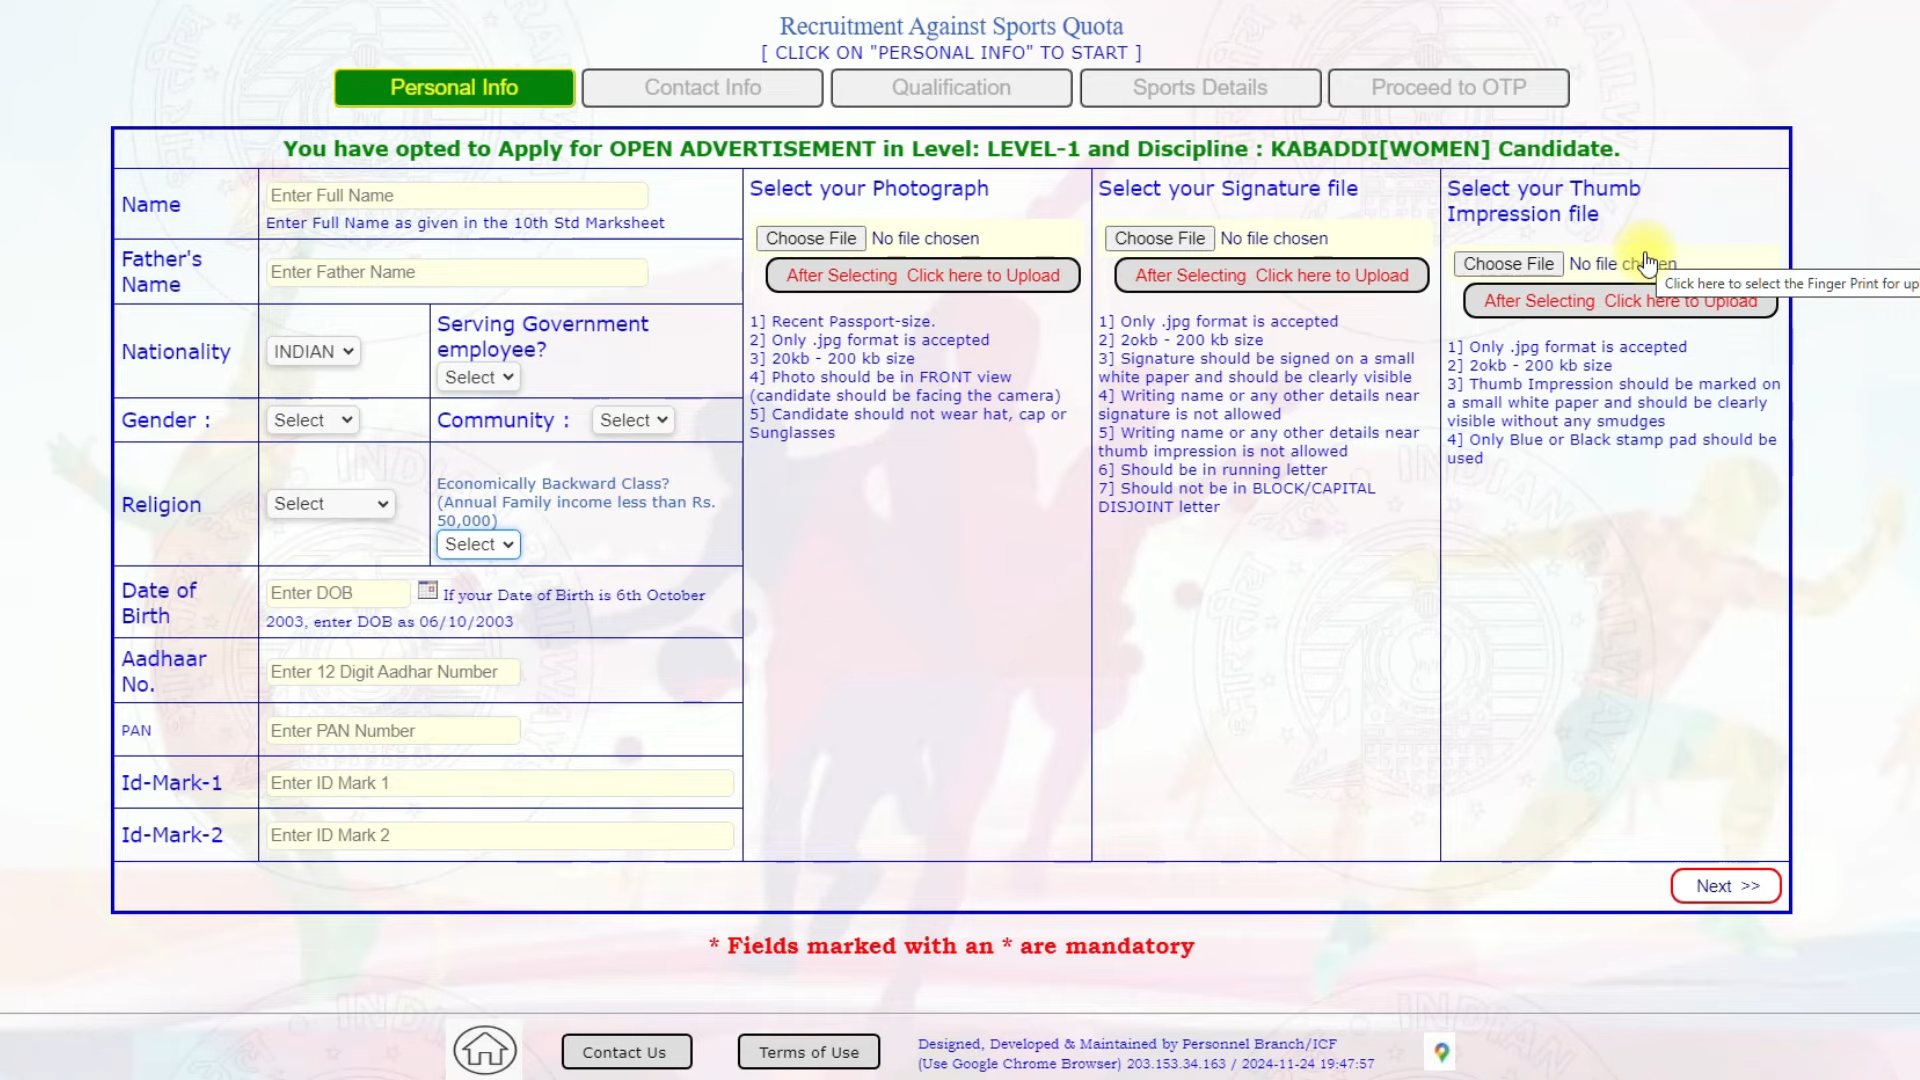 Recruitment Against Sports Quota
[ CLICK ON "PERSONAL INFO" TO START ]
Personal Info
Contact Info
Qualification
Sports Details
Proceed to OTP
You have opted to Apply for OPEN ADVERTISEMENT in Level: LEVEL-1 and Discipline : KABADDI[WOMEN] Candidate.
Name
Enter Full Name
Enter Full Name as given in the 10th Std Marksheet
Father's
Name
Enter Father Name
Nationality
INDIAN
Serving Government
employee?
Select
Gender :
Select
Community :
Select
Religion
Select
Economically Backward Class?
(Annual Family income less than Rs.
50,000)
Select
Date of
Birth
Enter DOB
If your Date of Birth is 6th October
2003, enter DOB as 06/10/2003
Aadhaar
No.
Enter 12 Digit Aadhar Number
PAN
Enter PAN Number
Id-Mark-1
Enter ID Mark 1
Id-Mark-2
Enter ID Mark 2
Select your Photograph
Choose File No file chosen
After Selecting Click here to Upload
1] Recent Passport-size.
2] Only .jpg format is accepted
3] 20kb - 200 kb size
4] Photo should be in FRONT view
(candidate should be facing the camera)
5] Candidate should not wear hat, cap or
Sunglasses
Select your Signature file
Choose File No file chosen
After Selecting Click here to Upload
1] Only .jpg format is accepted
2] 2okb - 200 kb size
3] Signature should be signed on a small
white paper and should be clearly visible
4] Writing name or any other details near
signature is not allowed
5] Writing name or any other details near
thumb impression is not allowed
6] Should be in running letter
7] Should not be in BLOCK/CAPITAL
DISJOINT letter
Select your Thumb
Impression file
Choose File No file chosen
Click here to select the Finger Print for up
After Selecting Click here to Upload
1] Only .jpg format is accepted
2] 2okb - 200 kb size
3] Thumb Impression should be marked on
a small white paper and should be clearly
visible without any smudges
4] Only Blue or Black stamp pad should be
used
Next >>
* Fields marked with an * are mandatory
Contact Us
Terms of Use
Designed, Developed & Maintained by Personnel Branch/ICF
(Use Google Chrome Browser) 203.153.34.163 / 2024-11-24 19:47:57